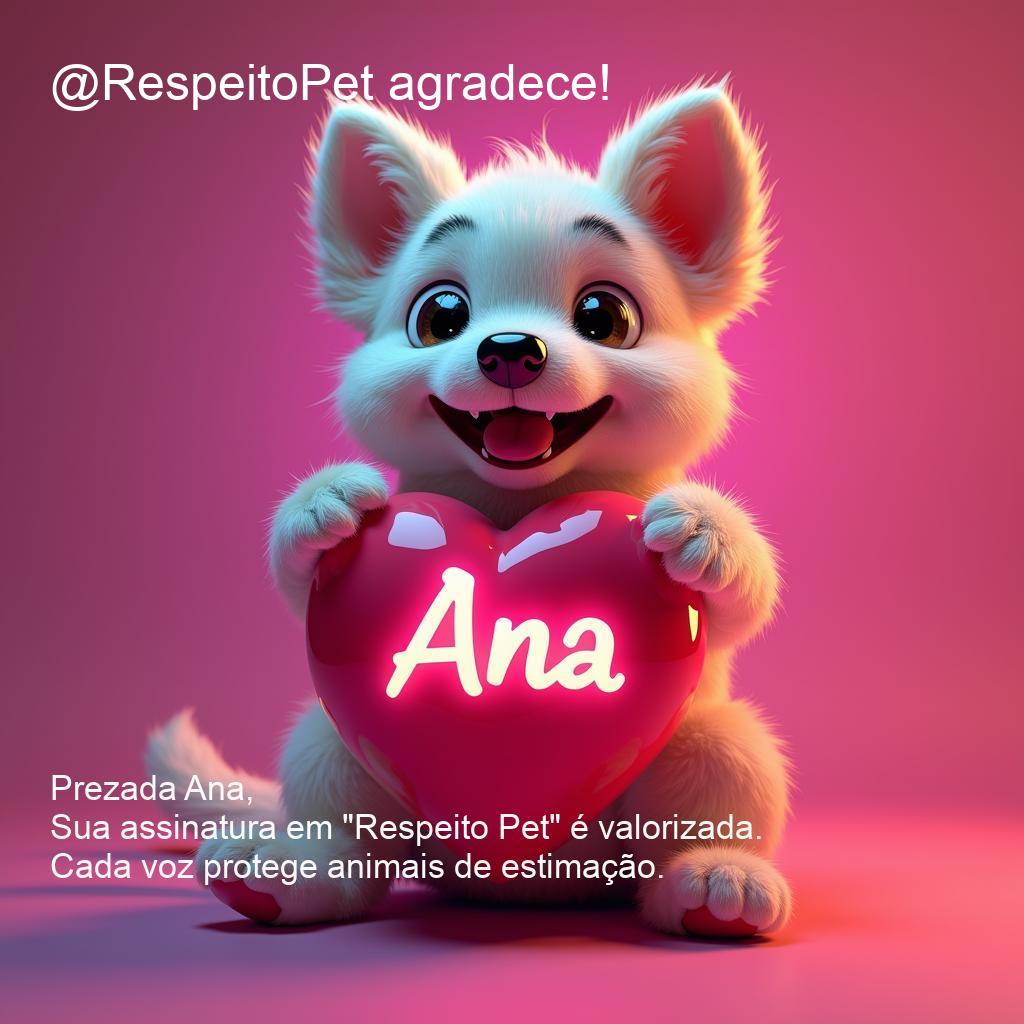 @RespeitoPet agradece!
Ana
Prezada Ana,
Sua assinatura em "Respeito Pet" é valorizada.
Cada voz protege animais de estimação.